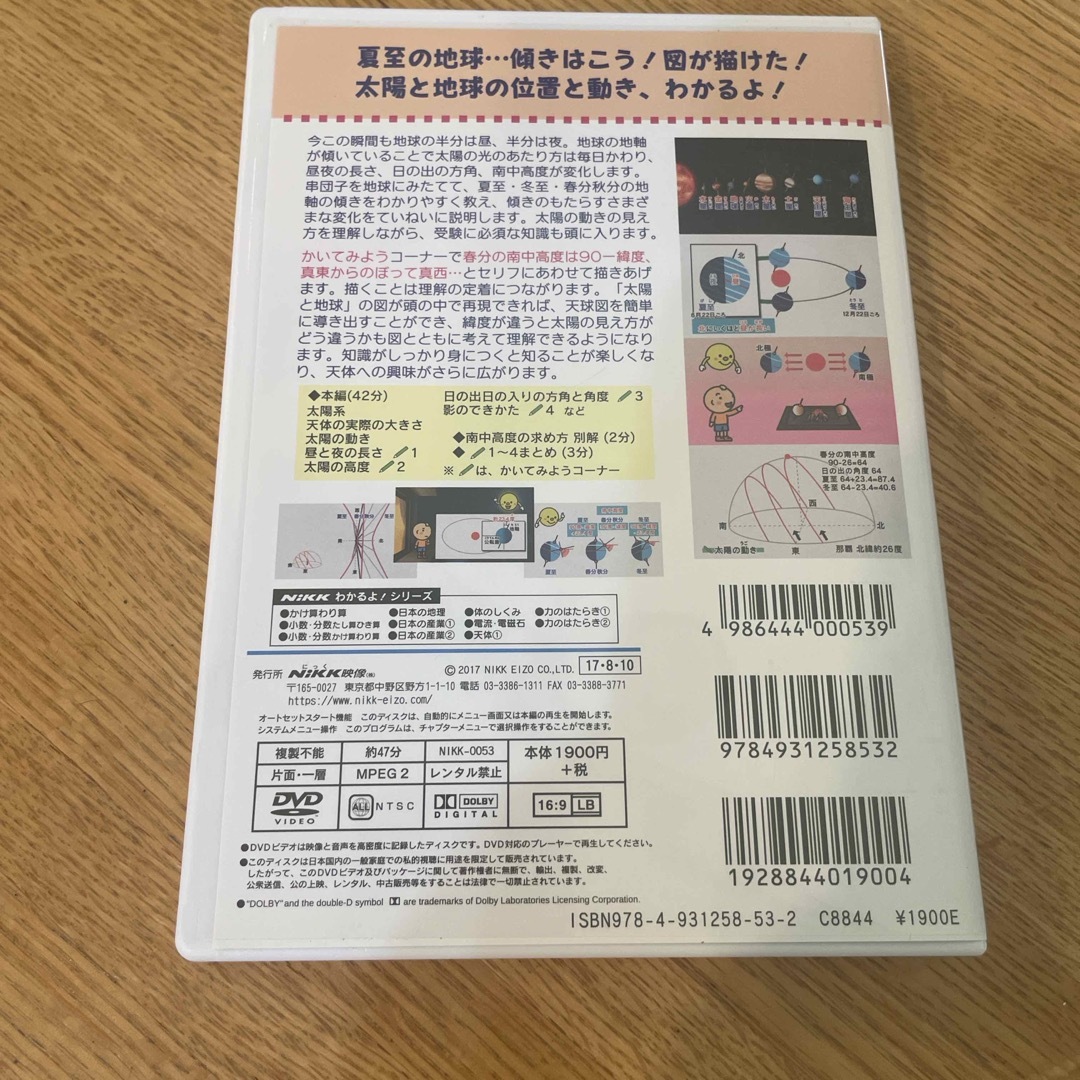 夏至の地球…傾きはこう！図が描けた！
太陽と地球の位置と動き、わかるよ！
今この瞬間も地球の半分は昼、半分は夜。地球の地軸
が傾いていることで太陽の光のあたり方は毎日かわり、
昼夜の長さ、日の出の方角、南中高度が変化します。
串団子を地球にみたてて、夏至・冬至・春分秋分の地
軸の傾きをわかりやすく教え、傾きのもたらすさまざ
まな変化をていねいに説明します。太陽の動きの見え
方を理解しながら、受験に必須な知識も頭に入ります。
かいてみようコーナーで春分の南中高度は90ー緯度、
真東からのぼって真西…とセリフにあわせて描きあげ
ます。描くことは理解の定着につながります。「太陽
と地球」の図が頭の中で再現できれば、天球図を簡単
に導き出すことができ、緯度が違うと太陽の見え方が
どう違うかも図とともに考えて理解できるようになり
ます。知識がしっかり身につくと知ることが楽しくな
り、天体への興味がさらに広がります。
◆本編(42分)
太陽系
天体の実際の大きさ
太陽の動き
昼と夜の長さ 1
太陽の高度 2
日の出日の入りの方角と角度 3
影のできかた 4 など
◆南中高度の求め方 別解 (2分)
◆ 1〜4まとめ (3分)
※ は、かいてみようコーナー
北
夏至
6月22日ごろ
冬至
12月22日ごろ
北極
南極
春分の南中高度
90-26=64
日の出の角度 64
夏至 64+23.4=87.4
冬至 64-23.4=40.6
西
南
北
太陽の動き
東
那覇 北緯約26度
夏至 春分秋分 冬至
夏至 春分秋分 冬至
夏至 春分秋分 冬至
NiKK わかるよ！シリーズ
●かけ算わり算
●小数・分数たし算ひき算
●小数・分数かけ算わり算
●日本の地理
●日本の産業①
●日本の産業②
●体のしくみ
●電流・電磁石
●天体①
●力のはたらき①
●力のはたらき②
発行所 にっく NiKK映像㈱
© 2017 NIKK EIZO CO.,LTD. 17・8・10
〒165-0027 東京都中野区野方1-1-10 電話 03-3386-1311 FAX 03-3388-3771
https://www.nikk-eizo.com/
オートセットスタート機能 このディスクは、自動的にメニュー画面又は本編の再生を開始します。
システムメニュー操作 このプログラムは、チャプターメニューで選択操作をすることができます。
複製不能 約47分 NIKK-0053 本体1900円
+税
片面・一層 MPEG2 レンタル禁止
DVD VIDEO ALL NTSC DOLBY DIGITAL 16:9 LB
●DVDビデオは映像と音声を高密度に記録したディスクです。DVD対応のプレーヤーで再生してください。
●このディスクは日本国内の一般家庭での私的視聴に用途を限定して販売されています。
したがって、このDVDビデオ及びパッケージに関して著作権者に無断で、輸出、複製、改変、
公衆送信、公の上映、レンタル、中古販売等をすることは法律で一切禁止されています。
●"DOLBY"and the double-D symbol are trademarks of Dolby Laboratories Licensing Corporation.
4 986444 000539
9784931258532
1928844019004
ISBN978-4-931258-53-2 C8844 ¥1900E